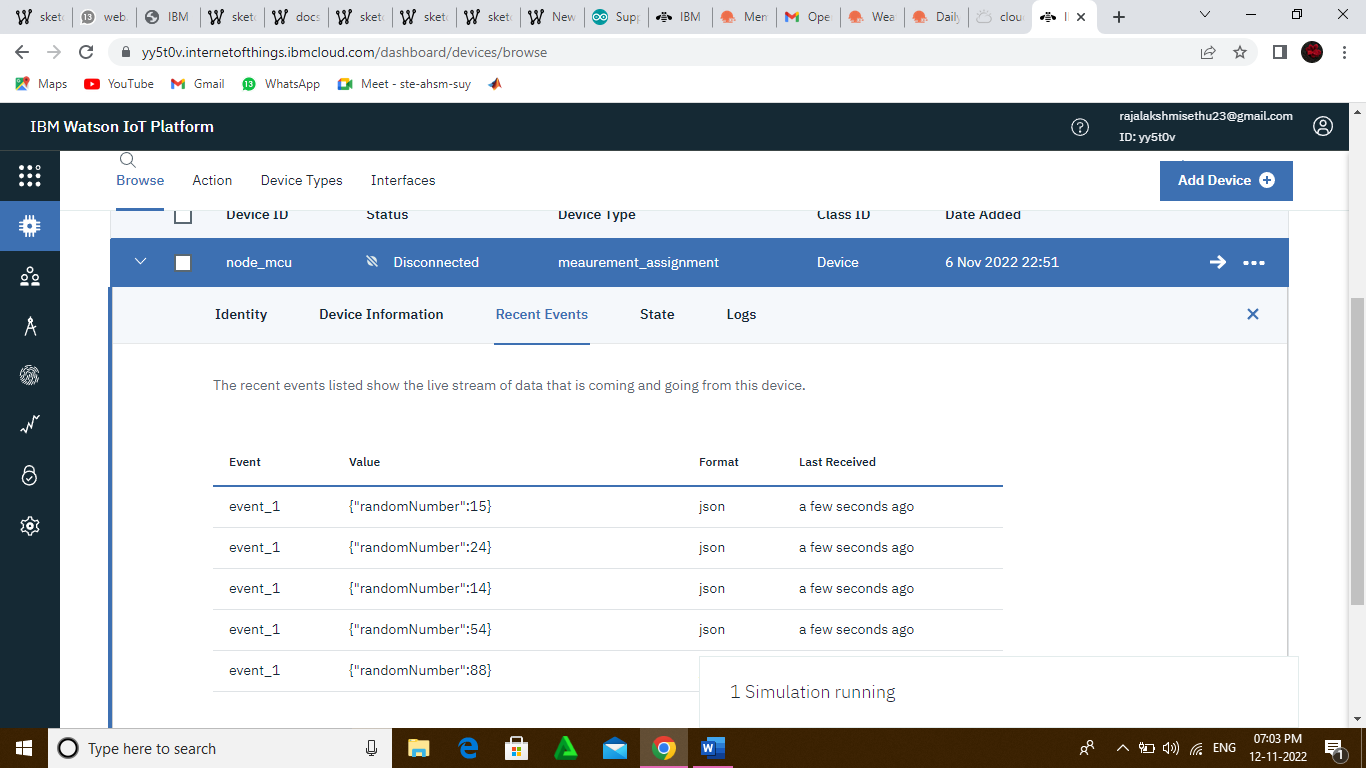 sket
web
IBM
sket
docs
sket
sket
sket
New
Supp
IBM
Men
Ope
Wea
Daily
clou
yy5t0v.internetofthings.ibmcloud.com/dashboard/devices/browse
Maps YouTube Gmail 13 WhatsApp Meet - ste-ahsm-suy
IBM Watson IoT Platform
rajalakshmisethu23@gmail.com
ID: yy5t0v
Browse Action Device Types Interfaces
Add Device
Device ID Status Device Type Class ID Date Added
node_mcu Disconnected meaurement_assignment Device 6 Nov 2022 22:51
Identity Device Information Recent Events State Logs
The recent events listed show the live stream of data that is coming and going from this device.
Event Value Format Last Received
event_1 {"randomNumber":15} json a few seconds ago
event_1 {"randomNumber":24} json a few seconds ago
event_1 {"randomNumber":14} json a few seconds ago
event_1 {"randomNumber":54} json a few seconds ago
event_1 {"randomNumber":88}
1 Simulation running
Type here to search
ENG
07:03 PM
12-11-2022
1